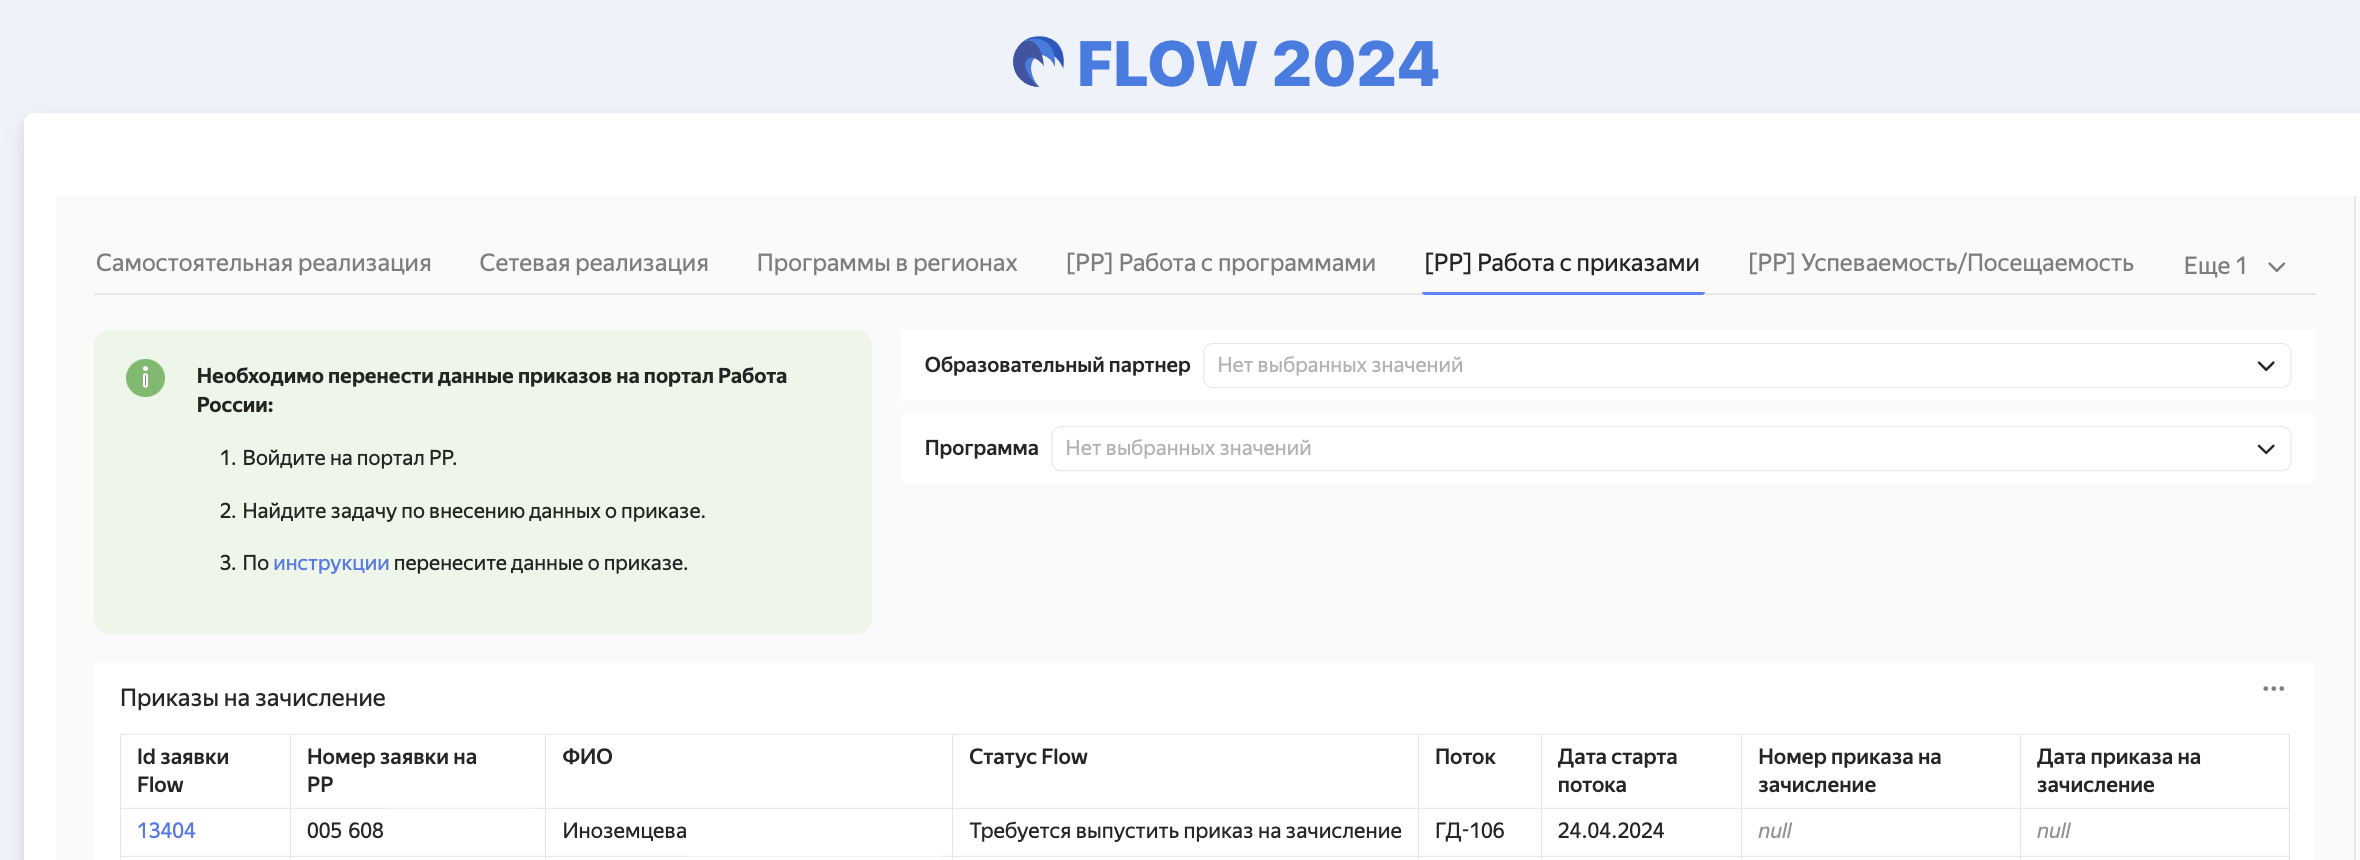 FLOW 2024
Самостоятельная реализация
Сетевая реализация
Программы в регионах
[РР] Работа с программами
[РР] Работа с приказами
[РР] Успеваемость/Посещаемость
Еще 1
Необходимо перенести данные приказов на портал Работа
России:
1. Войдите на портал РР.
2. Найдите задачу по внесению данных о приказе.
3. По инструкции перенесите данные о приказе.
Образовательный партнер Нет выбранных значений
Программа Нет выбранных значений
Приказы на зачисление
Id заявки Flow
Номер заявки на РР
ФИО
Статус Flow
Поток
Дата старта потока
Номер приказа на зачисление
Дата приказа на зачисление
13404 005 608 Иноземцева Требуется выпустить приказ на зачисление ГД-106 24.04.2024 null null